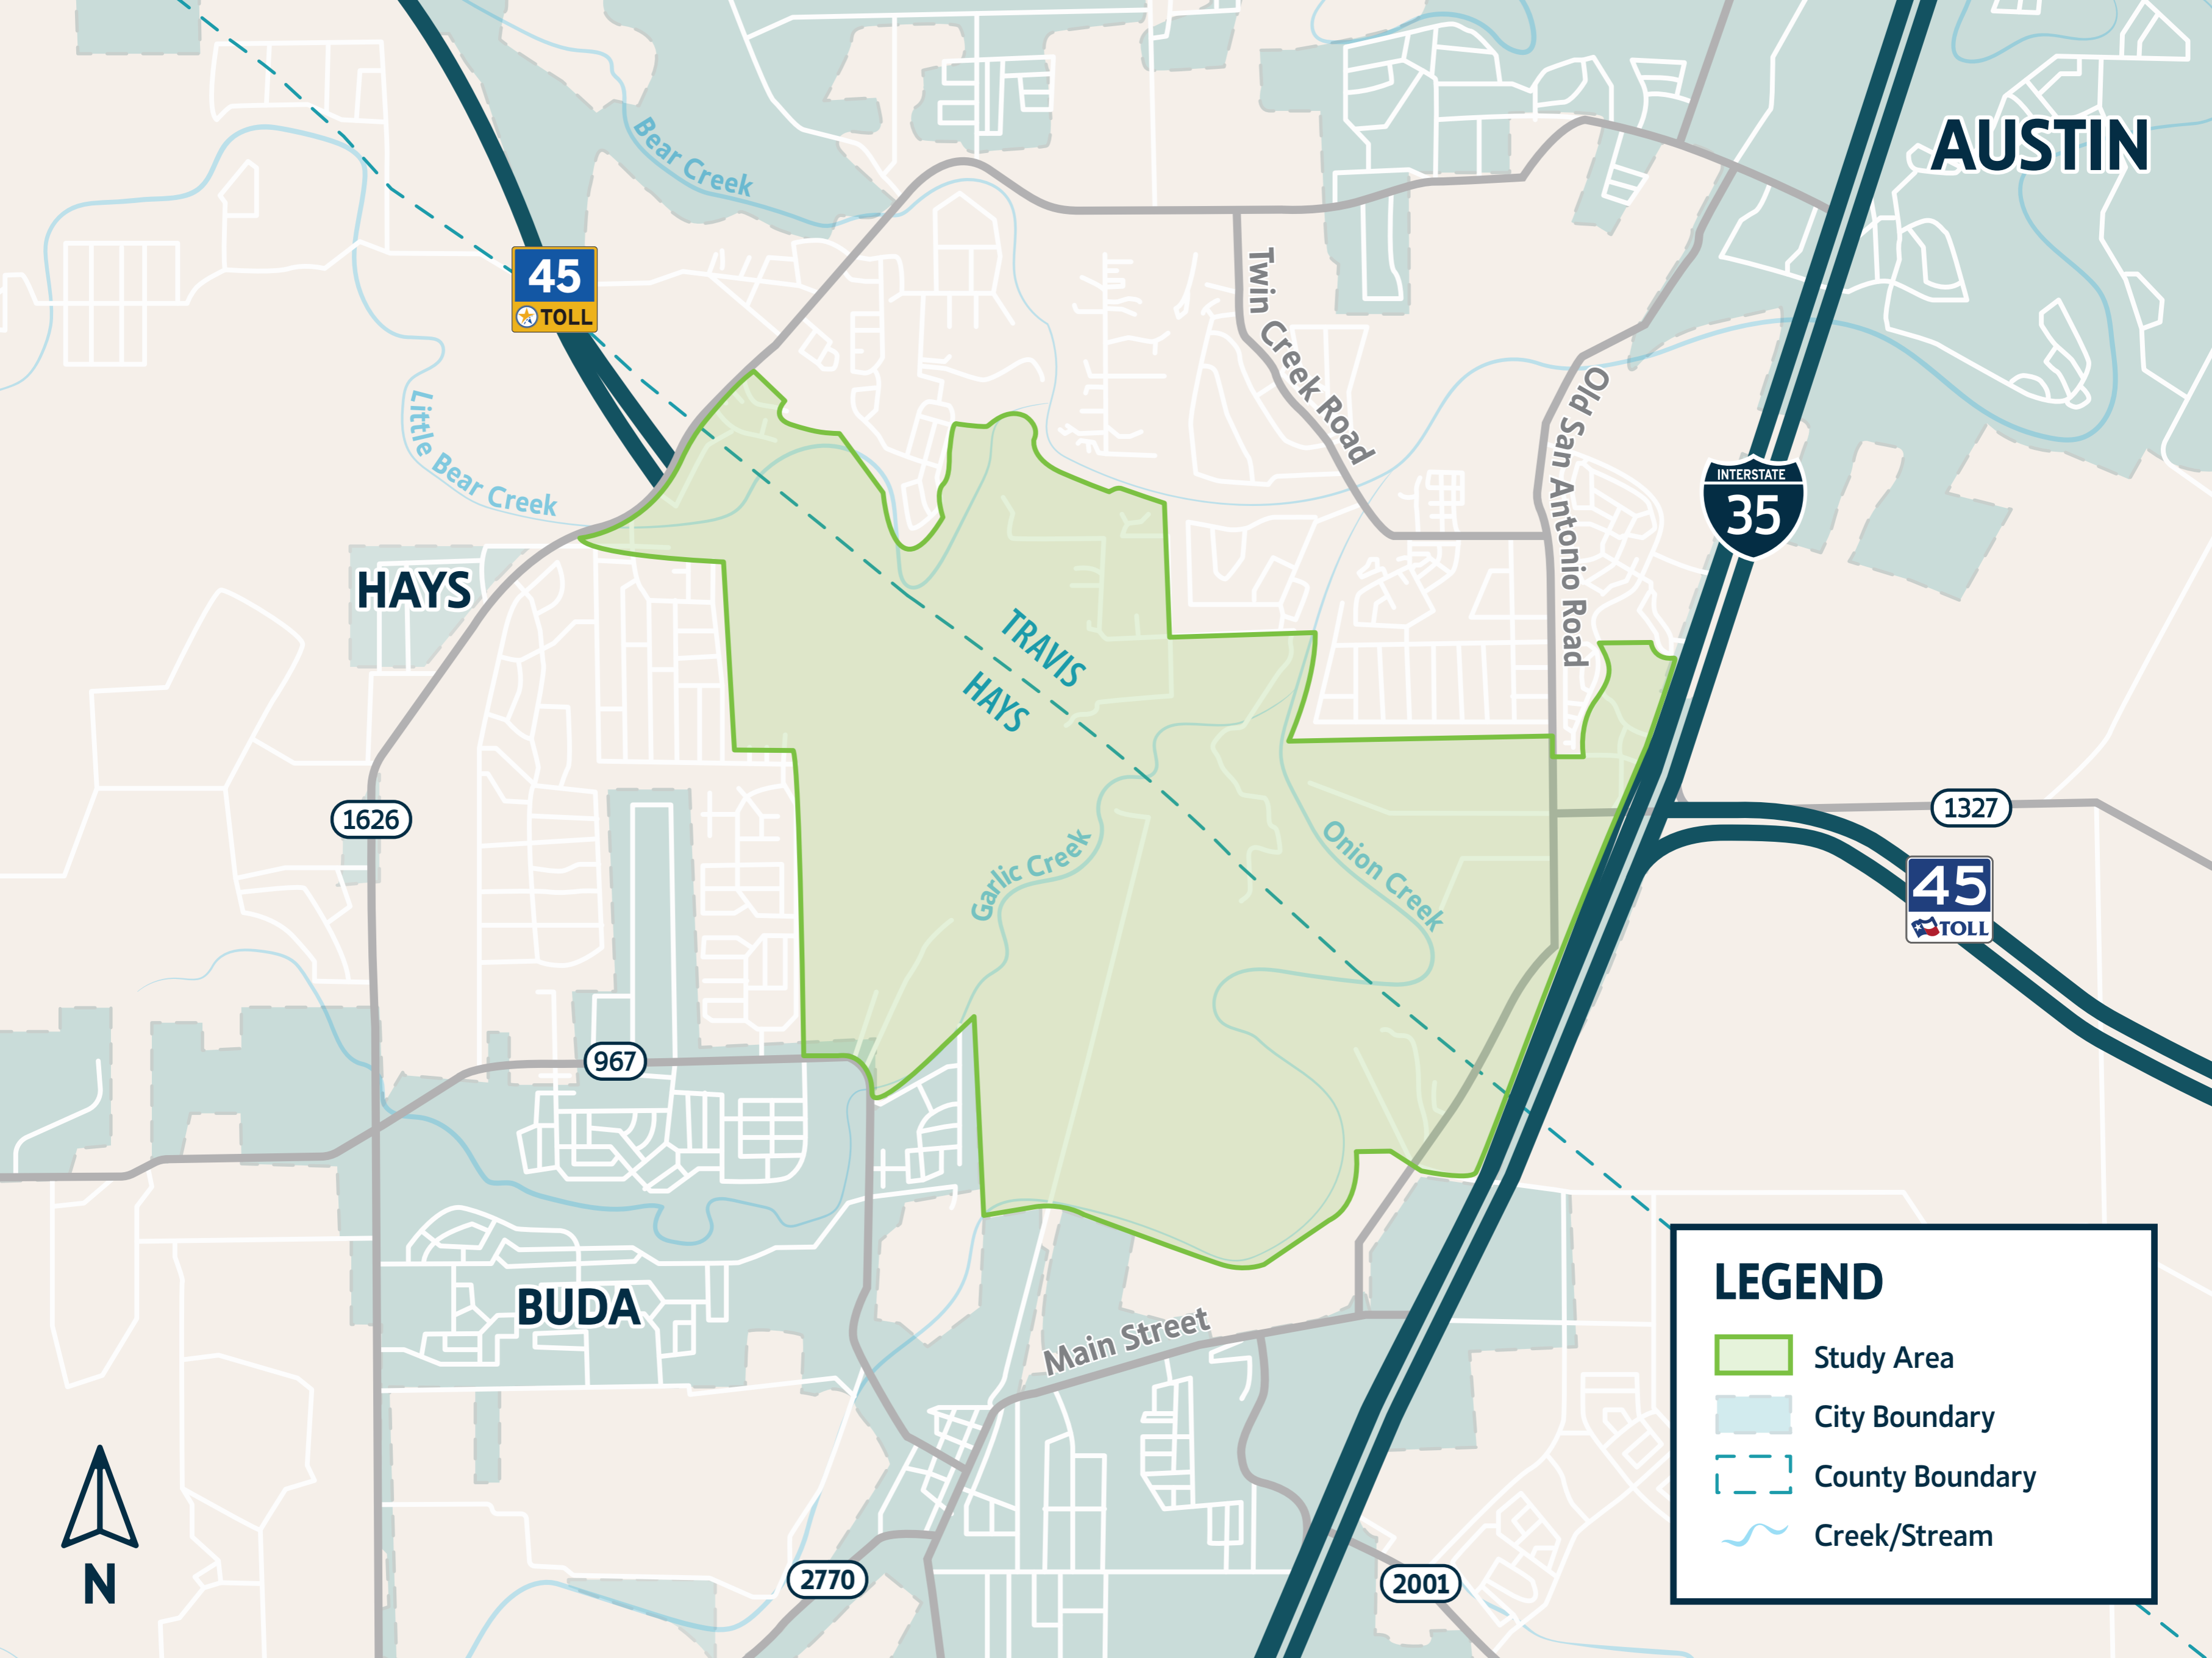 AUSTIN
Bear Creek
45
TOLL
Twin Creek Road
Old San Antonio Road
Little Bear Creek
INTERSTATE
35
HAYS
TRAVIS
HAYS
1626
1327
Garlic Creek
Onion Creek
45
TOLL
967
BUDA
Main Street
2770
2001
N
LEGEND
Study Area
City Boundary
County Boundary
Creek/Stream